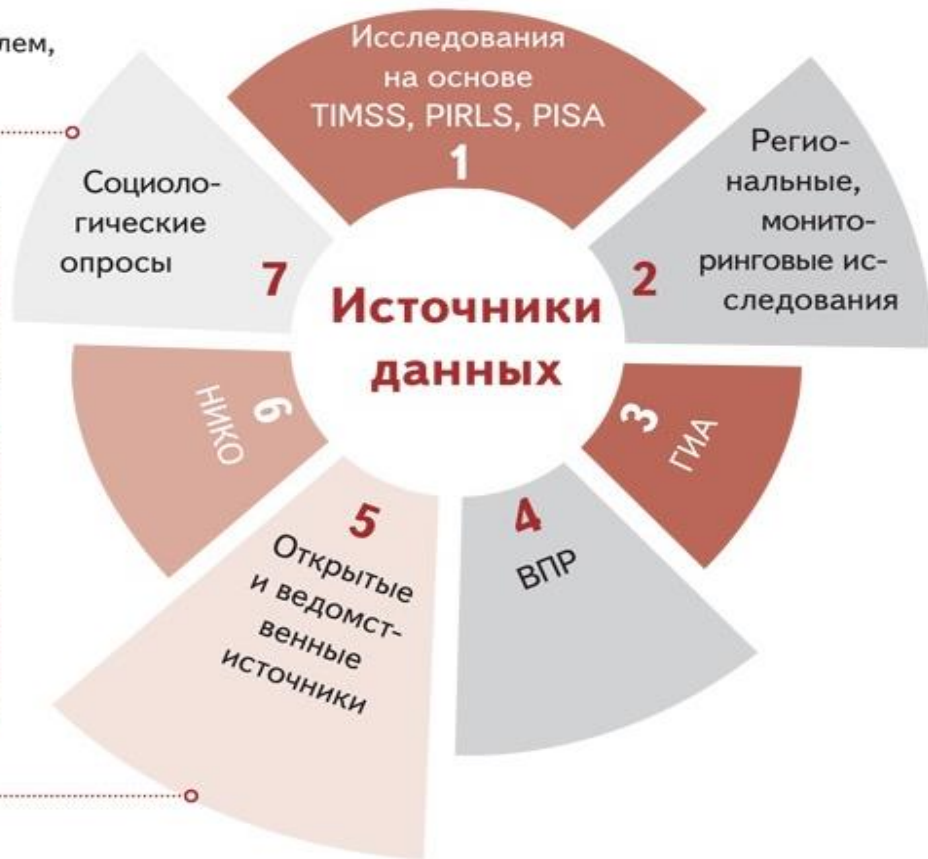 лем,
Исследования
на основе
TIMSS, PIRLS, PISA
1
Регио-
нальные,
монито-
ринговые ис-
следования
2
3
ГИА
4
ВПР
5
Открытые
и ведомст-
венные
источники
6
НИКО
Социоло-
гические
опросы
7
Источники
данных